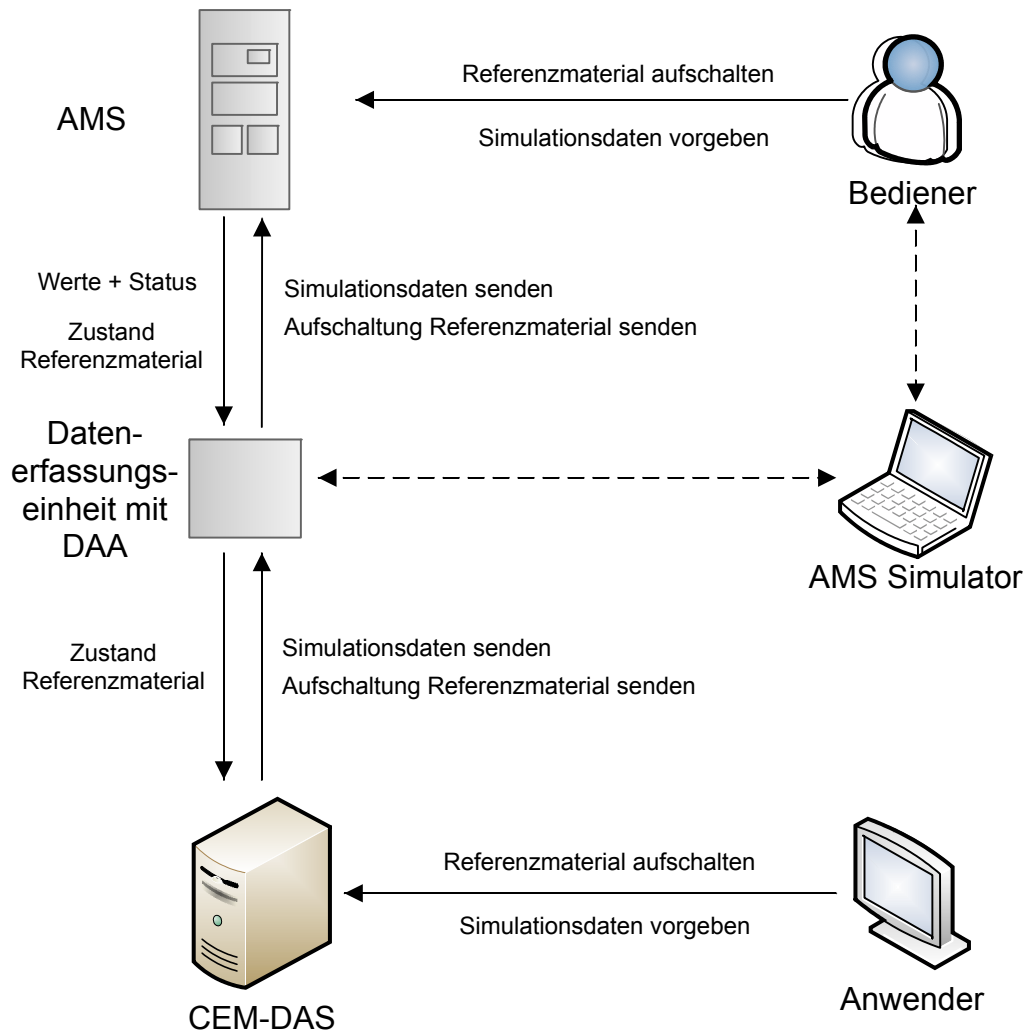 Referenzmaterial aufschalten
AMS
Simulationsdaten vorgeben
Bediener
Werte + Status
Simulationsdaten senden
Zustand
Referenzmaterial
Aufschaltung Referenzmaterial senden
Daten-
erfassungs-
einheit mit
DAA
AMS Simulator
Zustand
Referenzmaterial
Simulationsdaten senden
Aufschaltung Referenzmaterial senden
Referenzmaterial aufschalten
Simulationsdaten vorgeben
Anwender
CEM-DAS